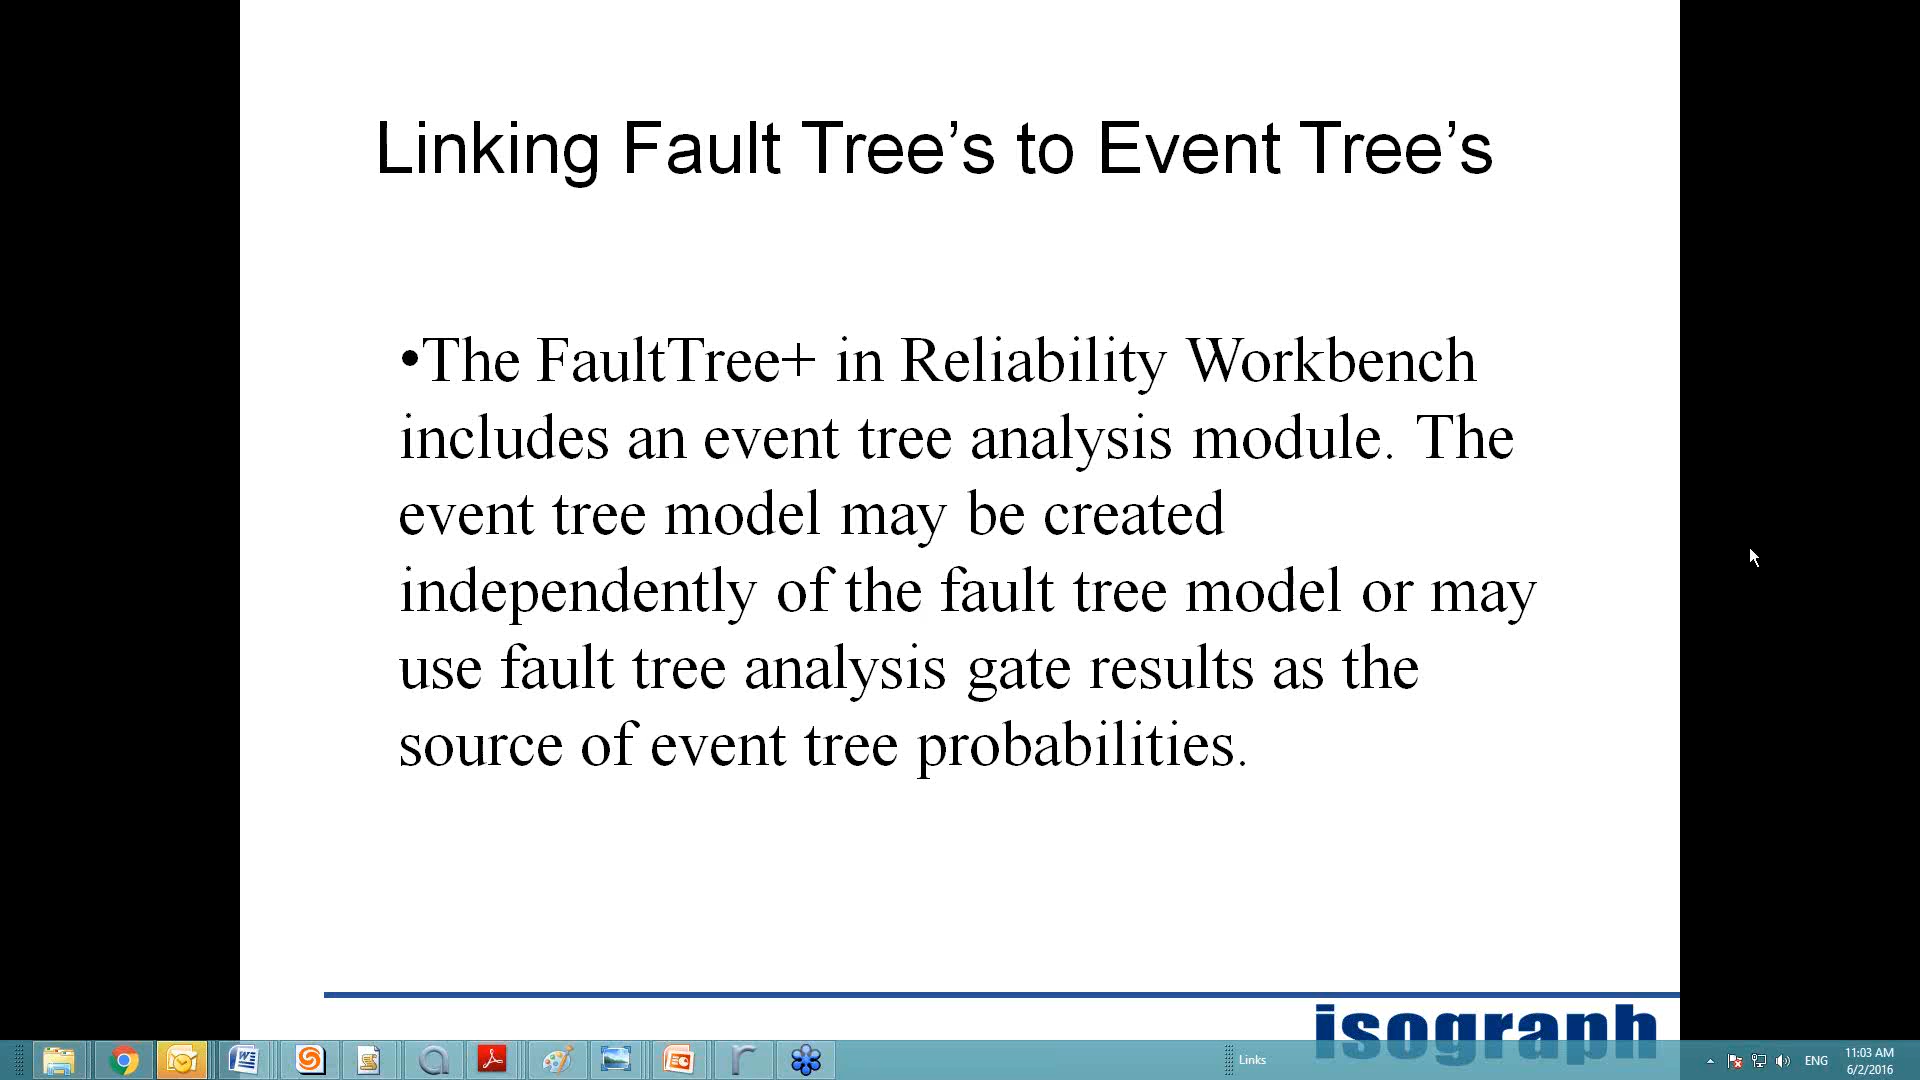 Linking Fault Tree’s to Event Tree’s
•The FaultTree+ in Reliability Workbench
includes an event tree analysis module. The
event tree model may be created
independently of the fault tree model or may
use fault tree analysis gate results as the
source of event tree probabilities.
isograph
Links
ENG
11:03 AM
6/2/2016